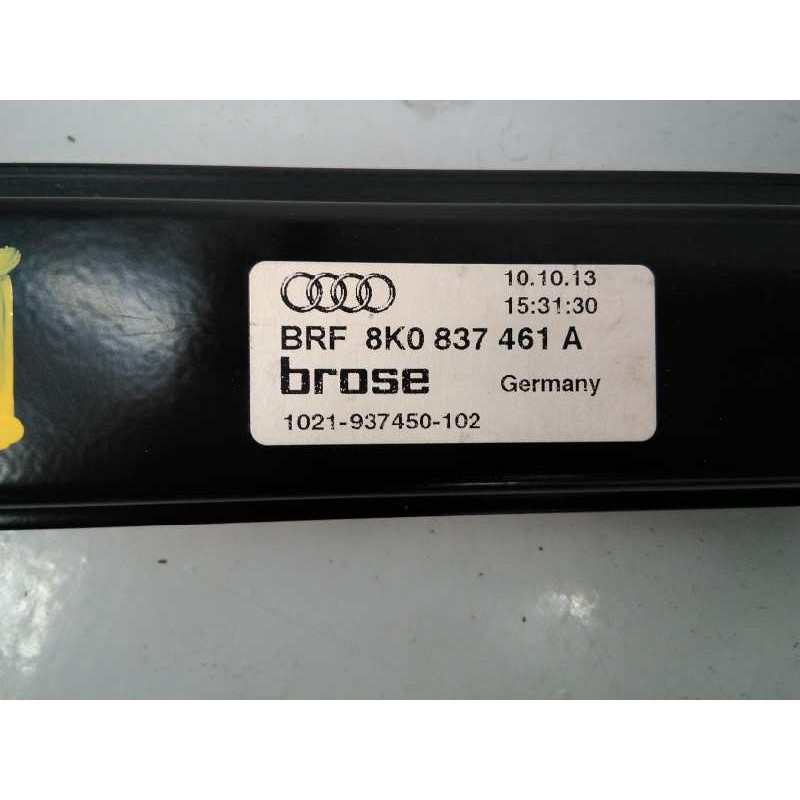 10.10.13
15:31:30
BRF 8K0 837 461 A
brose Germany
1021-937450-102